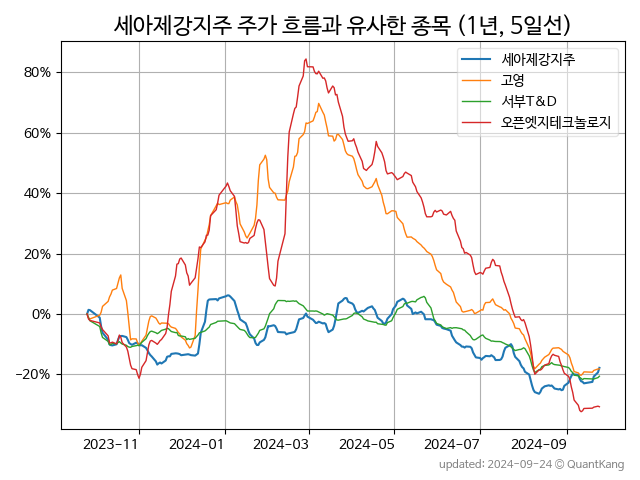 세아제강지주 주가 흐름과 유사한 종목 (1년, 5일선)
세아제강지주
고영
서부T&D
오픈엣지테크놀로지
80%
60%
40%
20%
0%
−20%
2023−11
2024−01
2024−03
2024−05
2024−07
2024−09
updated: 2024-09-24 © QuantKang